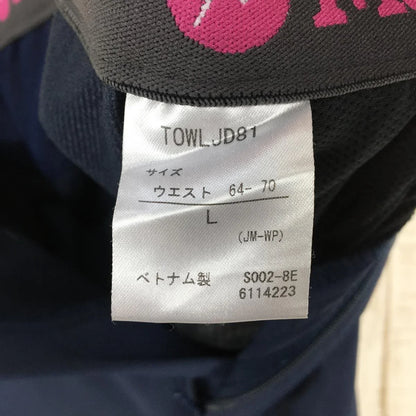 TOWLJD81
サイズ
ウエスト 64- 70
L
(JM-WP)
ベトナム製 S002-8E
6114223